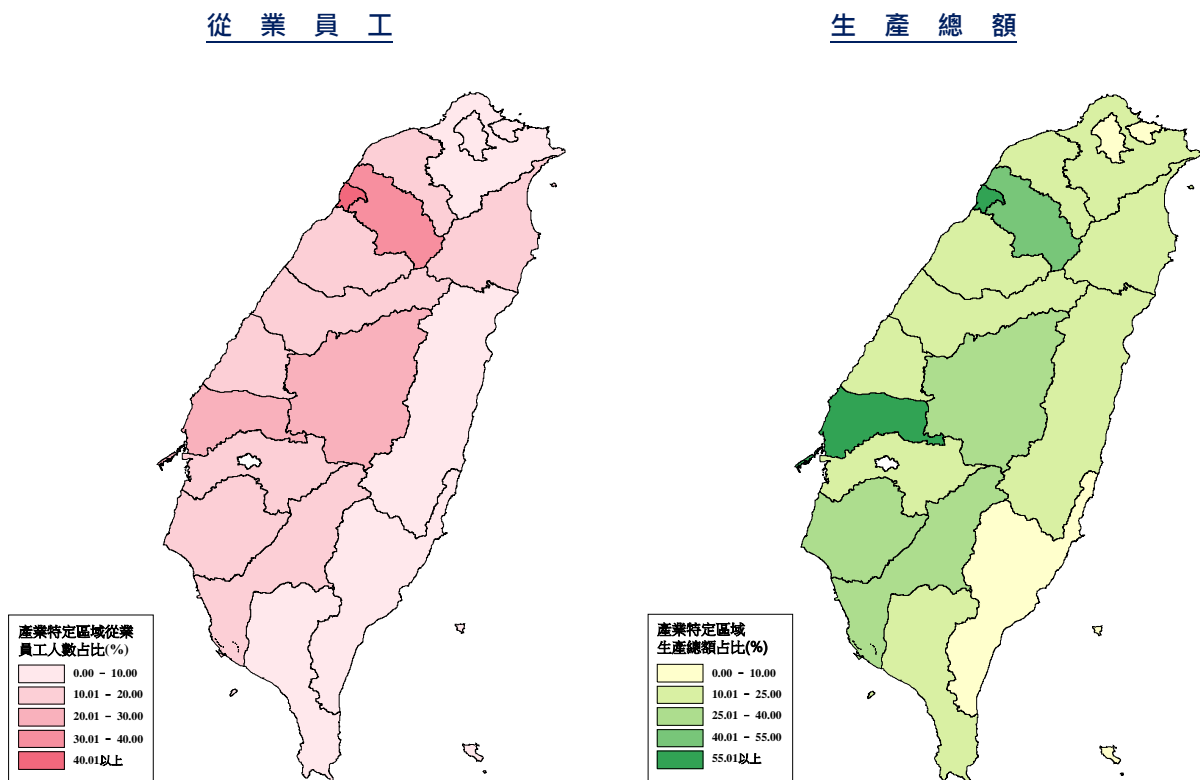 從業員工
生產總額
產業特定區域從業
員工人數占比(%)
0.00 - 10.00
10.01 - 20.00
20.01 - 30.00
30.01 - 40.00
40.01以上
產業特定區域
生產總額占比(%)
0.00 - 10.00
10.01 - 25.00
25.01 - 40.00
40.01 - 55.00
55.01以上